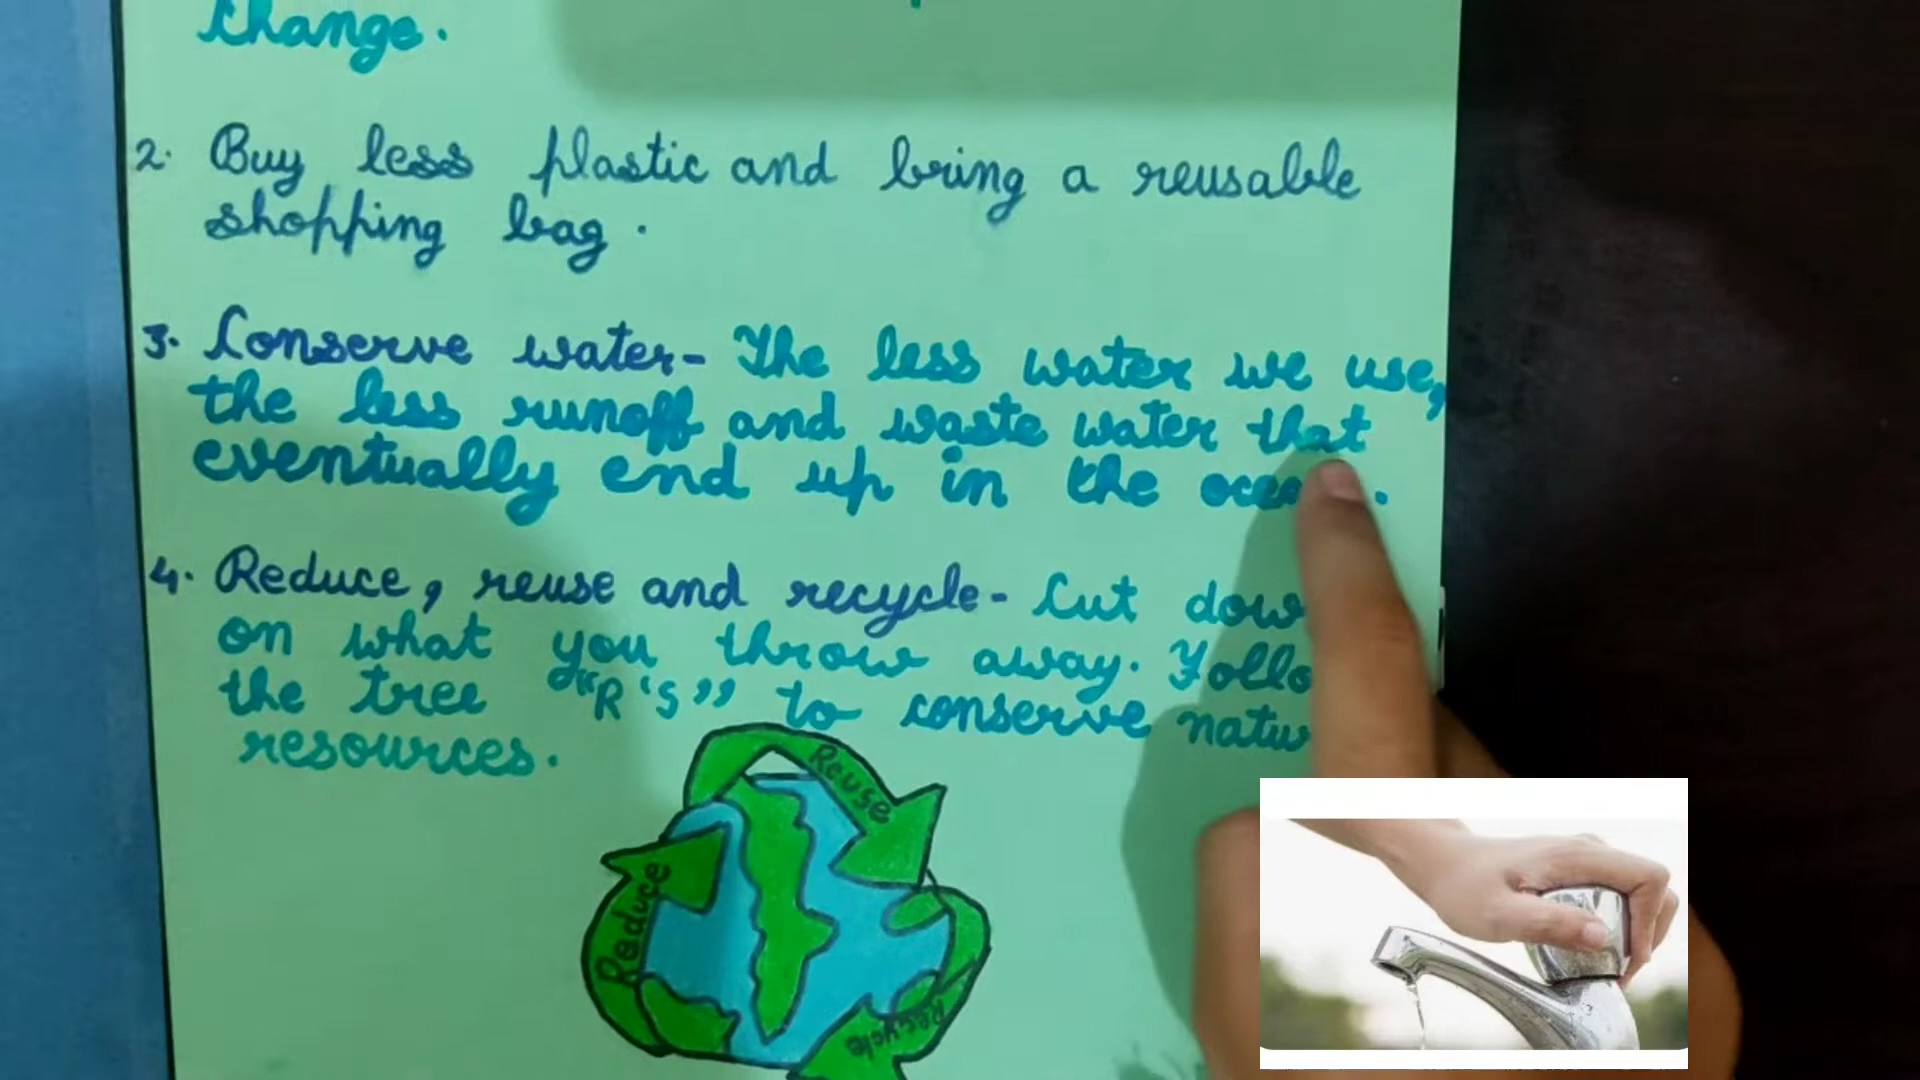 change.
2. Buy less plastic and bring a reusable
shopping bag.
3. Conserve water- The less water we use,
the less runoff and waste water that
eventually end up in the
4. Reduce, reuse and recycle- Cut
on what you throw away.
the tree "R's" to conserve
resources.
Reuse
Reduce
Recycle